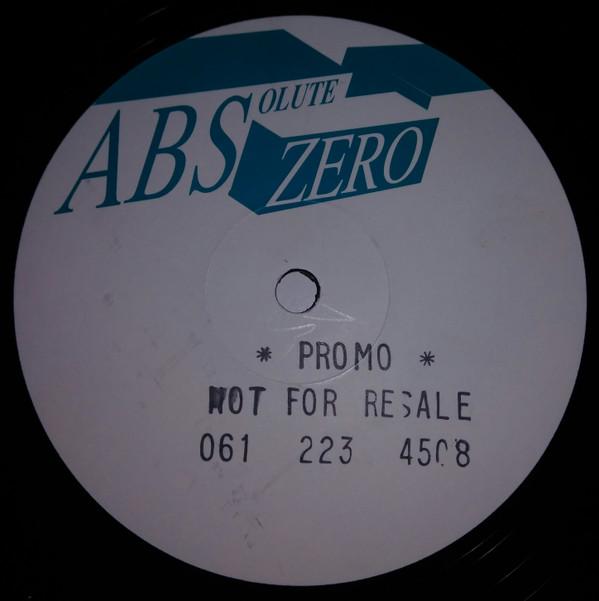 ABSOLUTE
ZERO
* PROMO *
NOT FOR RESALE
061 223 4508